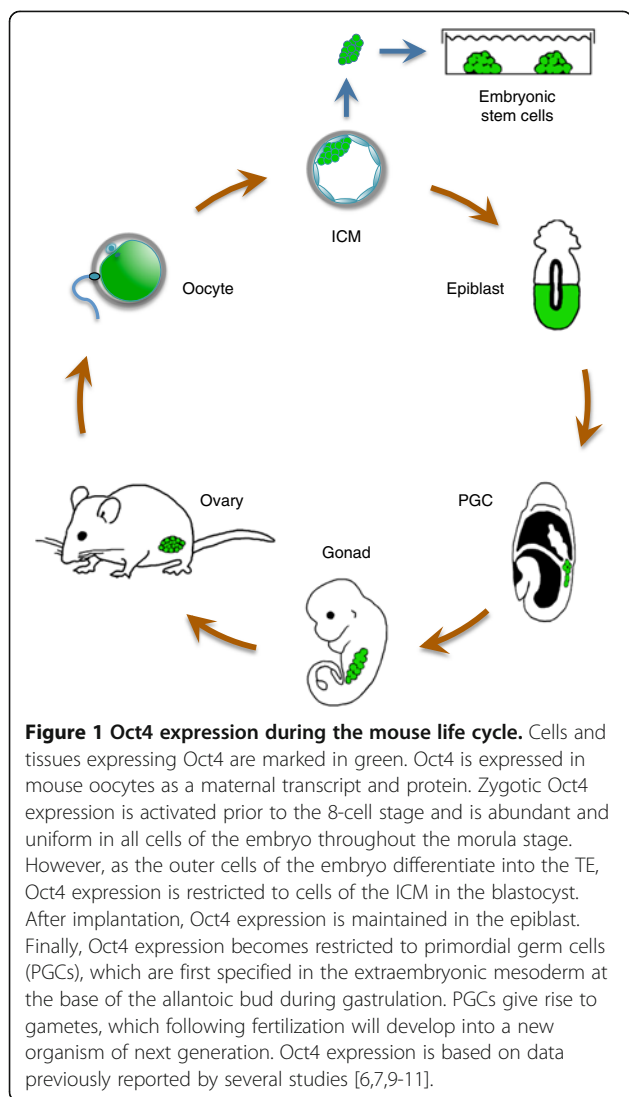 Embryonic
stem cells
ICM
Oocyte
Epiblast
Ovary
PGC
Gonad
Figure 1 Oct4 expression during the mouse life cycle. Cells and
tissues expressing Oct4 are marked in green. Oct4 is expressed in
mouse oocytes as a maternal transcript and protein. Zygotic Oct4
expression is activated prior to the 8-cell stage and is abundant and
uniform in all cells of the embryo throughout the morula stage.
However, as the outer cells of the embryo differentiate into the TE,
Oct4 expression is restricted to cells of the ICM in the blastocyst.
After implantation, Oct4 expression is maintained in the epiblast.
Finally, Oct4 expression becomes restricted to primordial germ cells
(PGCs), which are first specified in the extraembryonic mesoderm at
the base of the allantoic bud during gastrulation. PGCs give rise to
gametes, which following fertilization will develop into a new
organism of next generation. Oct4 expression is based on data
previously reported by several studies [6,7,9-11].